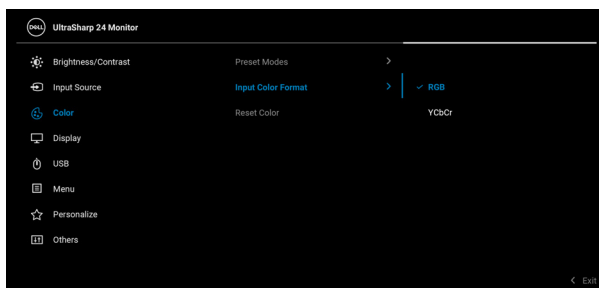 DELL UltraSharp 24 Monitor
Brightness/Contrast Preset Modes
Input Source Input Color Format RGB
Color Reset Color YCbCr
Display
USB
Menu
Personalize
Others
Exit